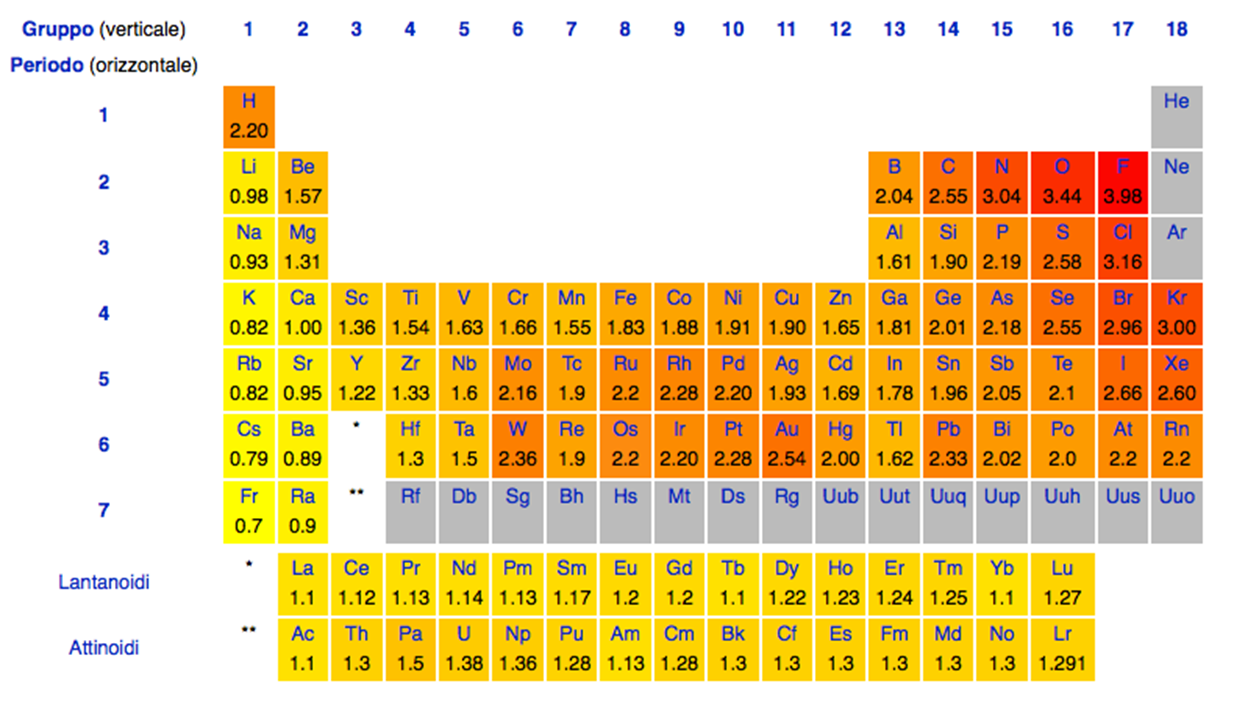 Gruppo (verticale) 1 2 3 4 5 6 7 8 9 10 11 12 13 14 15 16 17 18
Periodo (orizzontale)
1 H He
2.20
2 Li Be B C N O F Ne
0.98 1.57 2.04 2.55 3.04 3.44 3.98
3 Na Mg Al Si P S Cl Ar
0.93 1.31 1.61 1.90 2.19 2.58 3.16
4 K Ca Sc Ti V Cr Mn Fe Co Ni Cu Zn Ga Ge As Se Br Kr
0.82 1.00 1.36 1.54 1.63 1.66 1.55 1.83 1.88 1.91 1.90 1.65 1.81 2.01 2.18 2.55 2.96 3.00
5 Rb Sr Y Zr Nb Mo Tc Ru Rh Pd Ag Cd In Sn Sb Te I Xe
0.82 0.95 1.22 1.33 1.6 2.16 1.9 2.2 2.28 2.20 1.93 1.69 1.78 1.96 2.05 2.1 2.66 2.60
6 Cs Ba * Hf Ta W Re Os Ir Pt Au Hg Tl Pb Bi Po At Rn
0.79 0.89 1.3 1.5 2.36 1.9 2.2 2.20 2.28 2.54 2.00 1.62 2.33 2.02 2.0 2.2 2.2
7 Fr Ra ** Rf Db Sg Bh Hs Mt Ds Rg Uub Uut Uuq Uup Uuh Uus Uuo
0.7 0.9
Lantanoidi * La Ce Pr Nd Pm Sm Eu Gd Tb Dy Ho Er Tm Yb Lu
1.1 1.12 1.13 1.14 1.13 1.17 1.2 1.2 1.1 1.22 1.23 1.24 1.25 1.1 1.27
Attinoidi ** Ac Th Pa U Np Pu Am Cm Bk Cf Es Fm Md No Lr
1.1 1.3 1.5 1.38 1.36 1.28 1.13 1.28 1.3 1.3 1.3 1.3 1.3 1.3 1.291